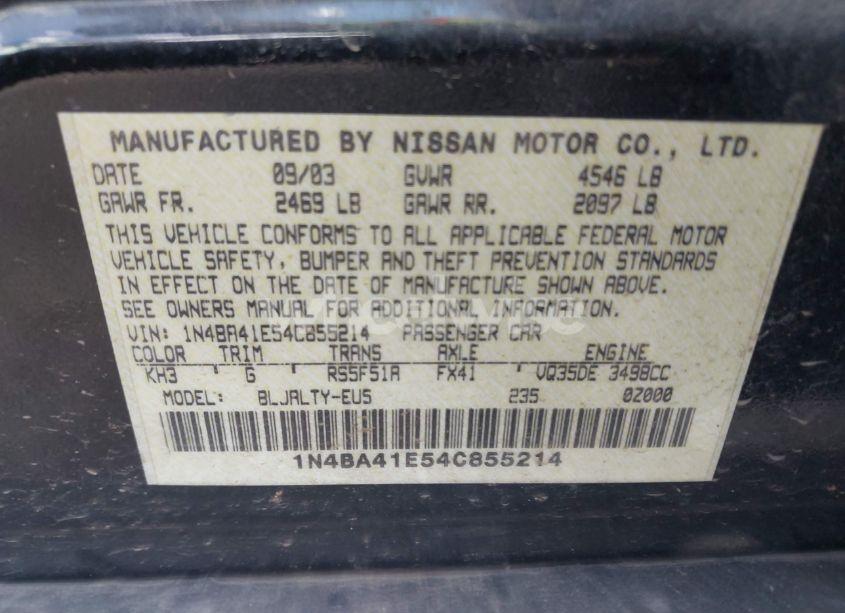 MANUFACTURED BY NISSAN MOTOR CO., LTD.
DATE 09/03 GVWR 4546 LB
GAWR FR. 2469 LB GAWR RR. 2097 LB
THIS VEHICLE CONFORMS TO ALL APPLICABLE FEDERAL MOTOR
VEHICLE SAFETY, BUMPER AND THEFT PREVENTION STANDARDS
IN EFFECT ON THE DATE OF MANUFACTURE SHOWN ABOVE.
SEE OWNERS MANUAL FOR ADDITIONAL INFORMATION.
VIN: 1N4BA41E54C855214 PASSENGER CAR
COLOR TRIM TRANS AXLE ENGINE
KH3 G RS5F51A FX41 VQ35DE 3498CC
MODEL: BLJALTY-EU5 235 0Z000
1N4BA41E54C855214